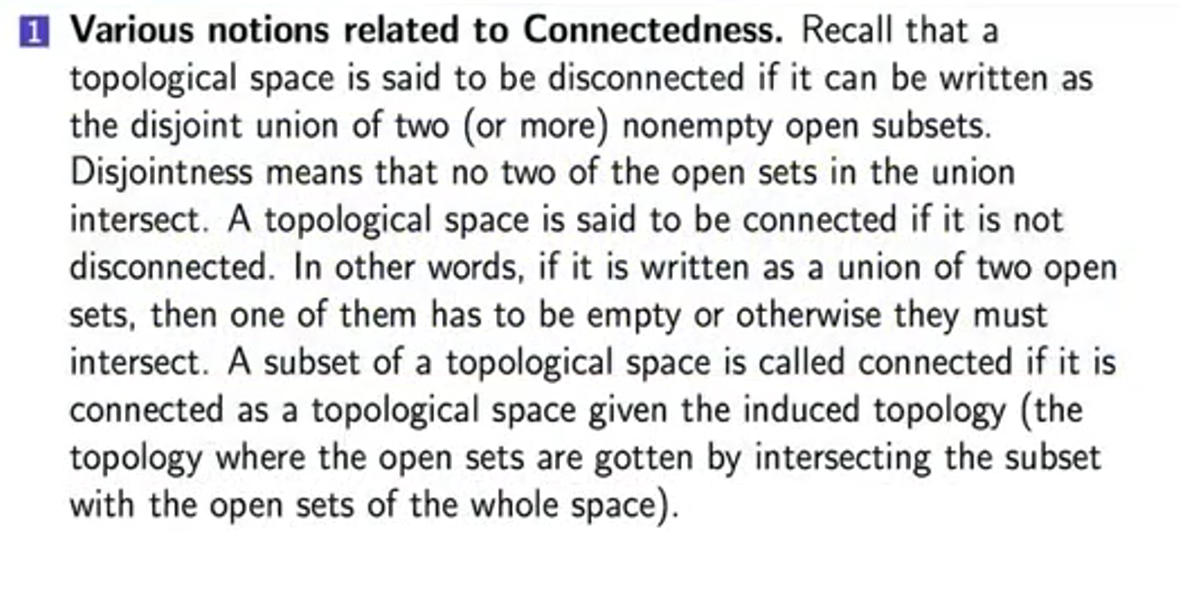 1 Various notions related to Connectedness. Recall that a
topological space is said to be disconnected if it can be written as
the disjoint union of two (or more) nonempty open subsets.
Disjointness means that no two of the open sets in the union
intersect. A topological space is said to be connected if it is not
disconnected. In other words, if it is written as a union of two open
sets, then one of them has to be empty or otherwise they must
intersect. A subset of a topological space is called connected if it is
connected as a topological space given the induced topology (the
topology where the open sets are gotten by intersecting the subset
with the open sets of the whole space).